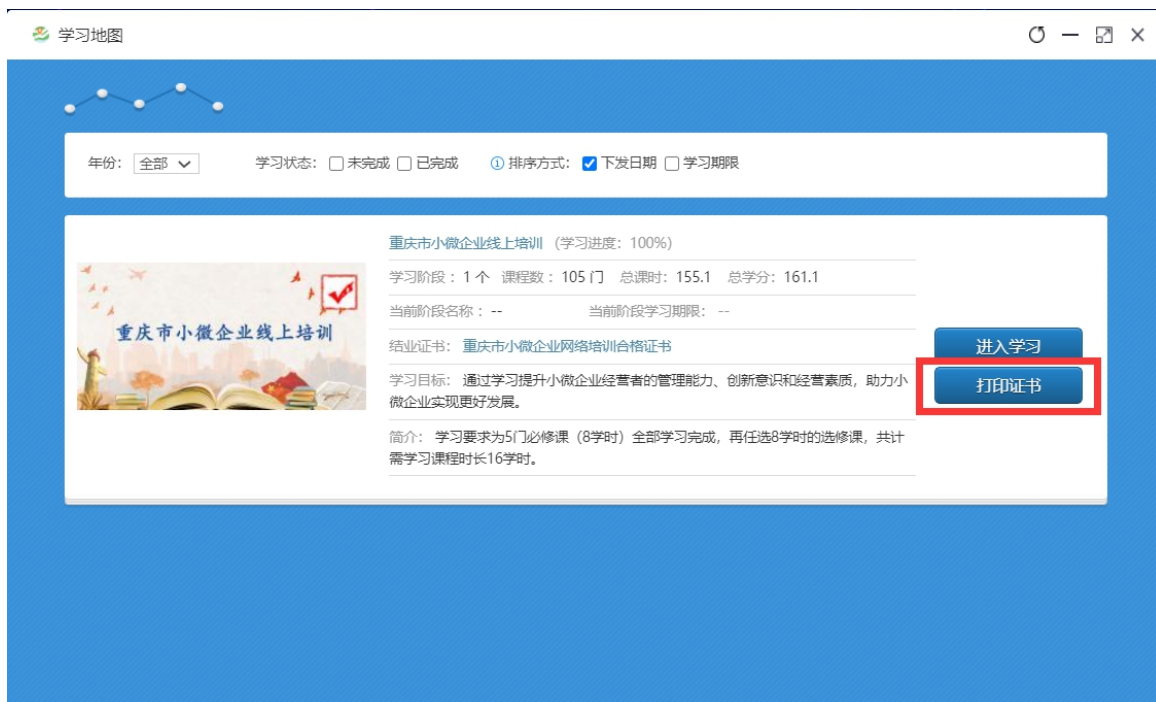 学习地图
年份： 全部 学习状态： 未完成 已完成 ① 排序方式： 下发日期 学习期限
重庆市小微企业线上培训
重庆市小微企业线上培训 （学习进度：100%）
学习阶段：1个 课程数：105门 总课时：155.1 总学分：161.1
当前阶段名称：-- 当前阶段学习期限：--
结业证书：重庆市小微企业网络培训合格证书
学习目标：通过学习提升小微企业经营者的管理能力、创新意识和经营素质，助力小
微企业实现更好发展。
简介：学习要求为5门必修课（8学时）全部学习完成，再任选8学时的选修课，共计
需学习课程时长16学时。
进入学习
打印证书